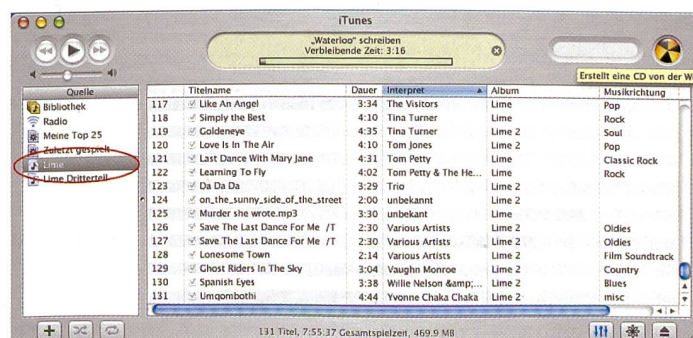 iTunes
„Waterloo" schreiben
Verbleibende Zeit: 3:16
Erstellt eine CD von der W
Quelle
Bibliothek
Radio
Meine Top 25
Zuletzt gespielt
Lime
Lime Dritterteil
Titelname Dauer Interpret Album Musikrichtung
117 Like An Angel 3:34 The Visitors Lime Pop
118 Simply the Best 4:10 Tina Turner Lime Rock
119 Goldeneye 4:35 Tina Turner Lime 2 Soul
120 Love Is In The Air 4:10 Tom Jones Lime 2 Pop
121 Last Dance With Mary Jane 4:31 Tom Petty Lime Classic Rock
122 Learning To Fly 4:02 Tom Petty & The He... Lime Rock
123 Da Da Da 3:29 Trio Lime 2
124 on_the_sunny_side_of_the_street 2:00 unbekannt Lime 2
125 Murder she wrote.mp3 3:30 unbekant Lime
126 Save The Last Dance For Me /T 2:30 Various Artists Lime 2 Oldies
127 Save The Last Dance For Me /T 2:30 Various Artists Lime 2 Oldies
128 Lonesome Town 2:14 Various Artists Lime 2 Film Soundtrack
129 Ghost Riders In The Sky 3:04 Vaughn Monroe Lime 2 Country
130 Spanish Eyes 3:38 Willie Nelson &amp;... Lime 2 Blues
131 Umqombothi 4:44 Yvonne Chaka Chaka Lime 2 misc
131 Titel, 7:55:37 Gesamtspielzeit, 469.9 MB